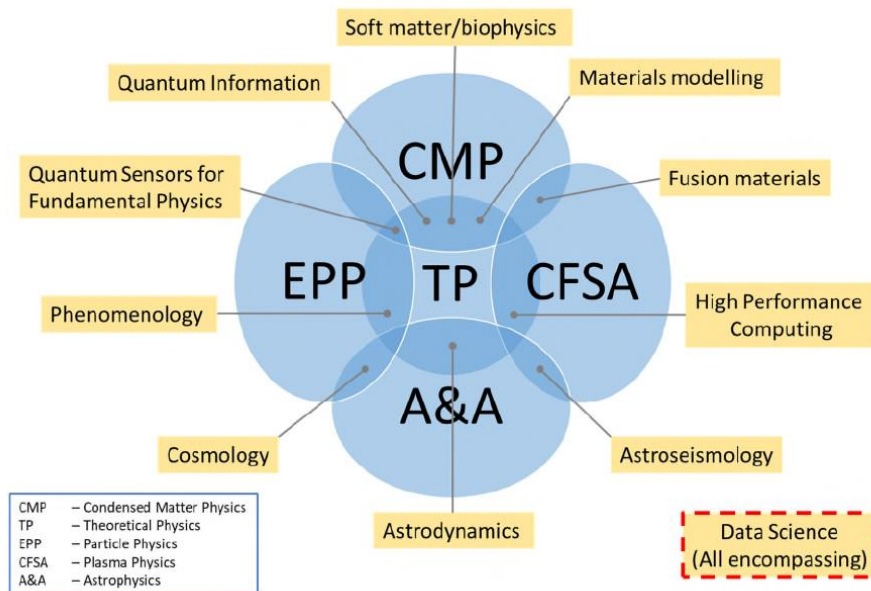 Soft matter/biophysics
Quantum Information
Materials modelling
CMP
Quantum Sensors for
Fundamental Physics
Fusion materials
EPP
TP
CFSA
Phenomenology
High Performance
Computing
A&A
Cosmology
Astroseismology
Astrodynamics
CMP – Condensed Matter Physics
TP – Theoretical Physics
EPP – Particle Physics
CFSA – Plasma Physics
A&A – Astrophysics
Data Science
(All encompassing)